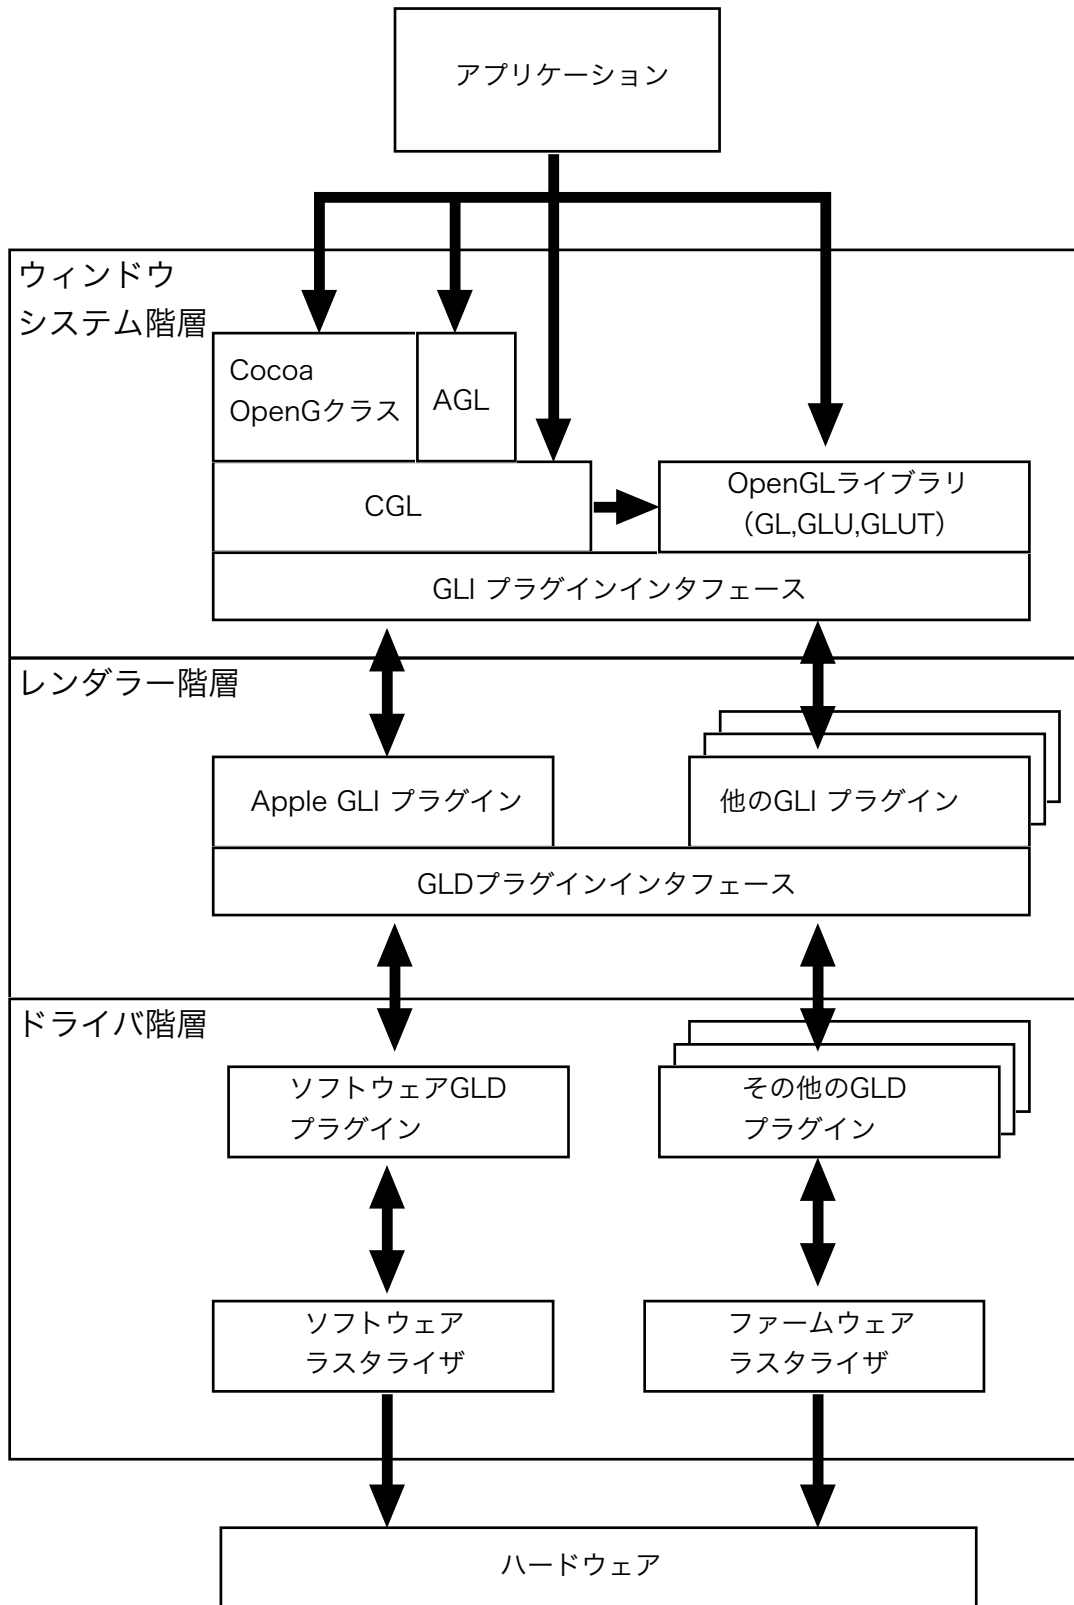 アプリケーション
ウィンドウ
システム階層
Cocoa
OpenGクラス
AGL
CGL
OpenGLライブラリ
（GL,GLU,GLUT）
GLI プラグインインタフェース
レンダラー階層
Apple GLI プラグイン
他のGLI プラグイン
GLDプラグインインタフェース
ドライバ階層
ソフトウェアGLD
プラグイン
その他のGLD
プラグイン
ソフトウェア
ラスタライザ
ファームウェア
ラスタライザ
ハードウェア